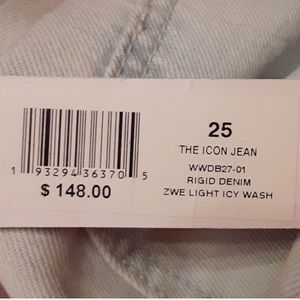 25
THE ICON JEAN
WWDB27-01
RIGID DENIM
ZWE LIGHT ICY WASH
1 93294 36370 5
$ 148.00